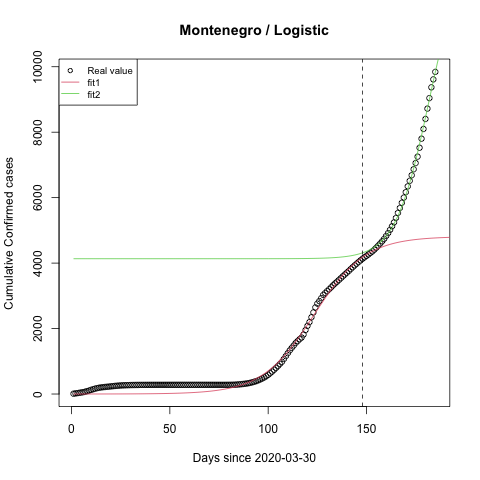 Montenegro / Logistic
Real value
fit1
fit2
Cumulative Confirmed cases
10000
8000
6000
4000
2000
0
0 50 100 150
Days since 2020-03-30